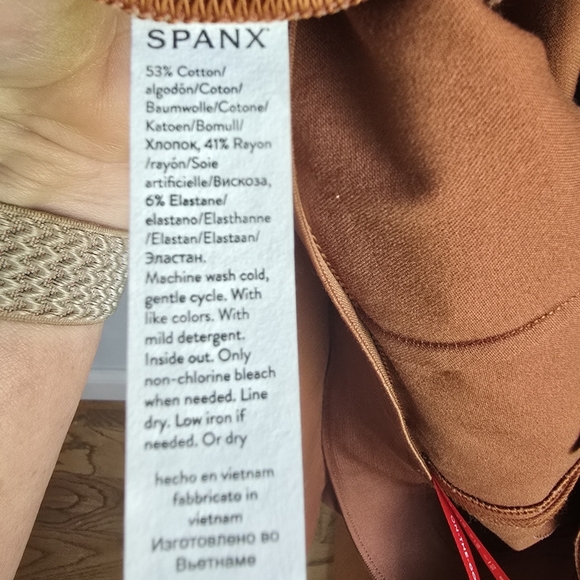 SPANX
53% Cotton/
algodón/Coton/
Baumwolle/Cotone/
Katoen/Bomull/
Хлопок, 41% Rayon
/rayón/Soie
artificielle/Вискоза,
6% Elastane/
elastano/Elasthanne
/Elastan/Elastaan/
Эластан.
Machine wash cold,
gentle cycle. With
like colors. With
mild detergent.
Inside out. Only
non-chlorine bleach
when needed. Line
dry. Low iron if
needed. Or dry
hecho en vietnam
fabbricato in
vietnam
Изготовлено во
Вьетнаме